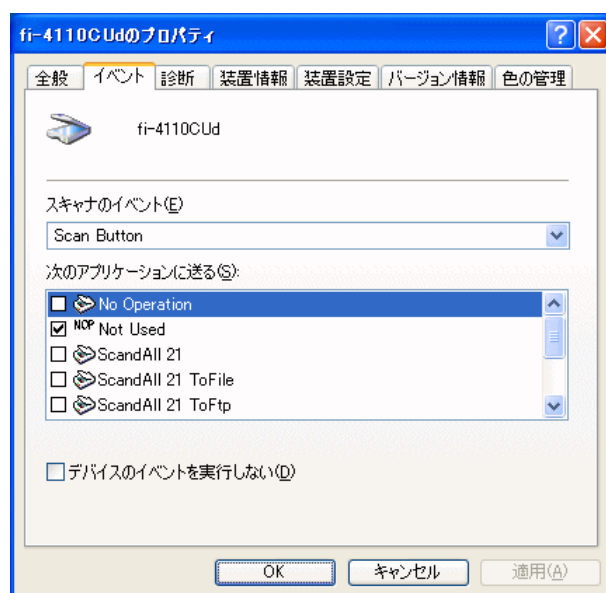 fi-4110CUdのプロパティ
全般 イベント 診断 装置情報 装置設定 バージョン情報 色の管理
fi-4110CUd
スキャナのイベント(E)
Scan Button
次のアプリケーションに送る(S):
No Operation
NOP Not Used
ScandAll 21
ScandAll 21 ToFile
ScandAll 21 ToFtp
デバイスのイベントを実行しない(D)
OK キャンセル 適用(A)